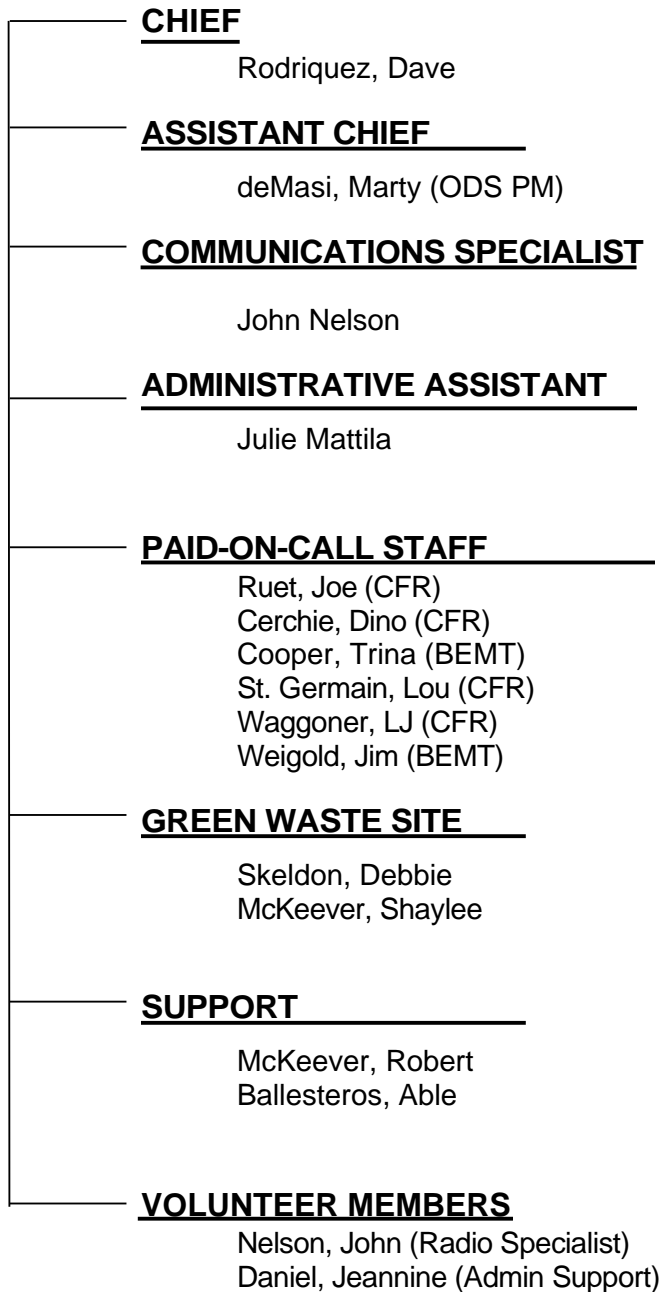 CHIEF
Rodriquez, Dave
ASSISTANT CHIEF
deMasi, Marty (ODS PM)
COMMUNICATIONS SPECIALIST
John Nelson
ADMINISTRATIVE ASSISTANT
Julie Mattila
PAID-ON-CALL STAFF
Ruet, Joe (CFR)
Cerchie, Dino (CFR)
Cooper, Trina (BEMT)
St. Germain, Lou (CFR)
Waggoner, LJ (CFR)
Weigold, Jim (BEMT)
GREEN WASTE SITE
Skeldon, Debbie
McKeever, Shaylee
SUPPORT
McKeever, Robert
Ballesteros, Able
VOLUNTEER MEMBERS
Nelson, John (Radio Specialist)
Daniel, Jeannine (Admin Support)